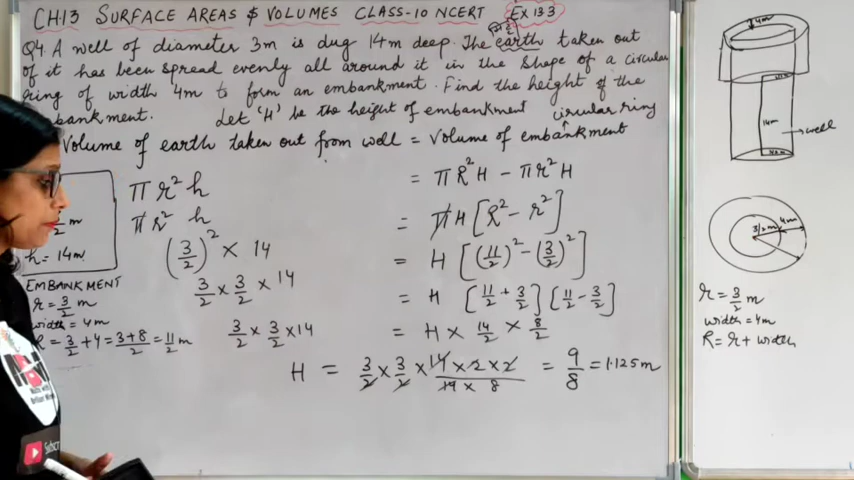 CH:13 SURFACE AREAS & VOLUMES CLASS-10 NCERT Ex 13.3
Q4. A well of diameter 3m is dug 14m deep. The earth taken out
of it has been spread evenly all around it in the shape of a circular
ring of width 4m to form an embankment. Find the height of the
embankment. Let 'H' be the height of embankment circular ring
Volume of earth taken out from well = Volume of embankment
πr²h = πR²H - πr²H
πr² h = πH[R² - r²]
(3/2)² × 14 = H[(11/2)² - (3/2)²]
3/2 × 3/2 × 14 = H [11/2 + 3/2][11/2 - 3/2]
3/2 × 3/2 × 14 = H × 14/2 × 8/2
H = 3/2 × 3/2 × 14 × 2 × 2 / 14 × 8 = 9/8 = 1.125m
h = 14m
EMBANKMENT
r = 3/2 m
width = 4m
R = 3/2 + 4 = 3+8/2 = 11/2 m
4m
14m
well
3/2 m
4m
r = 3/2 m
width = 4m
R = r + width